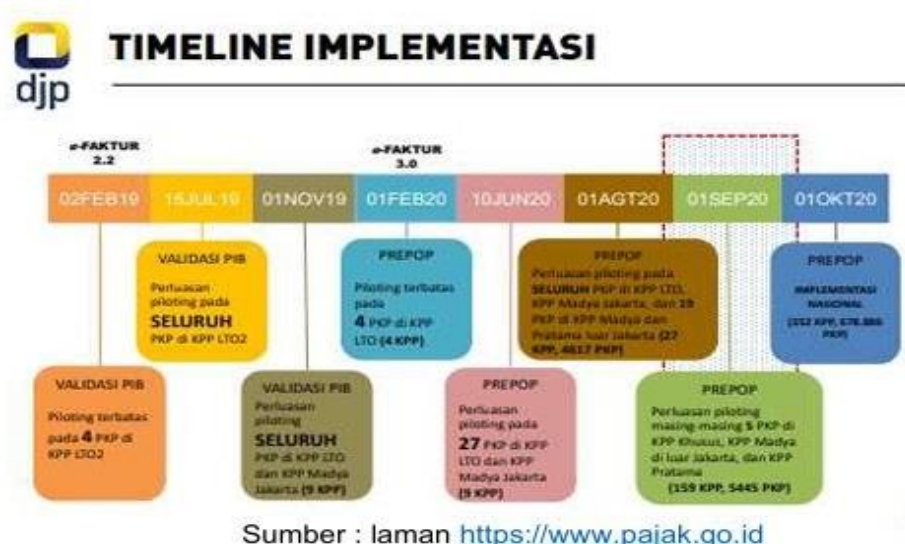 djp
TIMELINE IMPLEMENTASI
e-FAKTUR
2.2
e-FAKTUR
3.0
02FEB19
15JUL19
01NOV19
01FEB20
10JUN20
01AGT20
01SEP20
01OKT20
VALIDASI PIB
Perluasan
piloting pada
SELURUH
PKP di KPP LTO2
PREPOP
Piloting terbatas
pada
4 PKP di KPP
LTO (4 KPP)
PREPOP
Perluasan piloting pada
SELURUH PKP di KPP LTO,
KPP Madya Jakarta, dan 19
PKP di KPP Madya dan
Pratama luar Jakarta (27
KPP, 4617 PKP)
PREPOP
IMPLEMENTASI
NASIONAL
PKP)
VALIDASI PIB
Piloting terbatas
pada 4 PKP di
KPP LTO2
VALIDASI PIB
Perluasan
piloting
SELURUH
PKP di KPP LTO
dan KPP Madya
Jakarta (9 KPP)
PREPOP
Perluasan
piloting pada
27 PKP di KPP
LTO dan KPP
Madya Jakarta
(9 KPP)
PREPOP
Perluasan piloting
masing-masing 5 PKP di
KPP Khusus, KPP Madya
di luar Jakarta, dan KPP
Pratama
(159 KPP, 5445 PKP)
Sumber : laman https://www.pajak.go.id